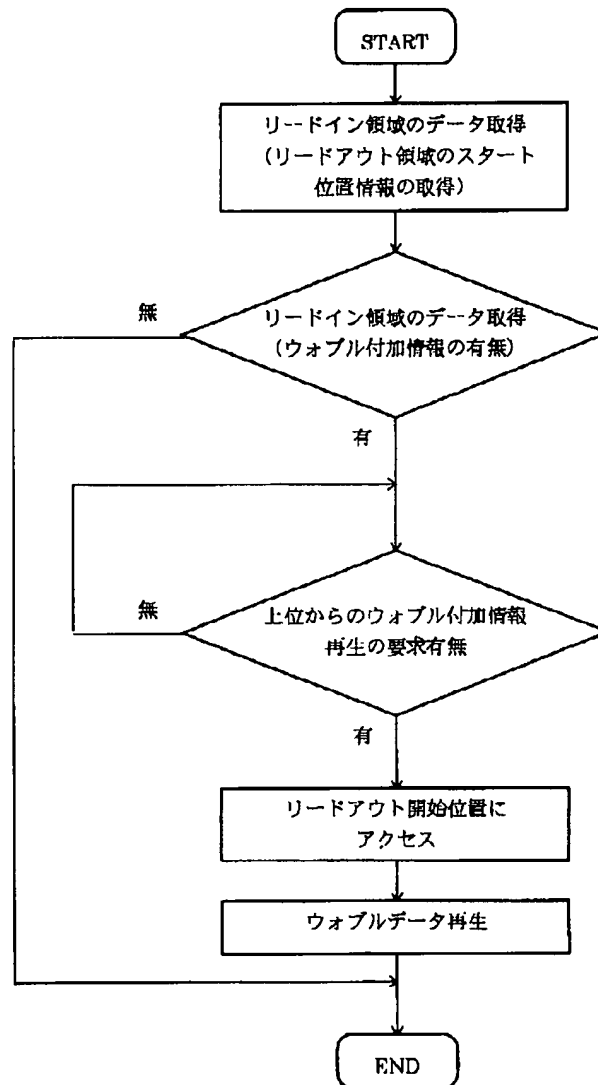 START
リードイン領域のデータ取得
(リードアウト領域のスタート
位置情報の取得)
無
リードイン領域のデータ取得
(ウォブル付加情報の有無)
有
無
上位からのウォブル付加情報
再生の要求有無
有
リードアウト開始位置に
アクセス
ウォブルデータ再生
END